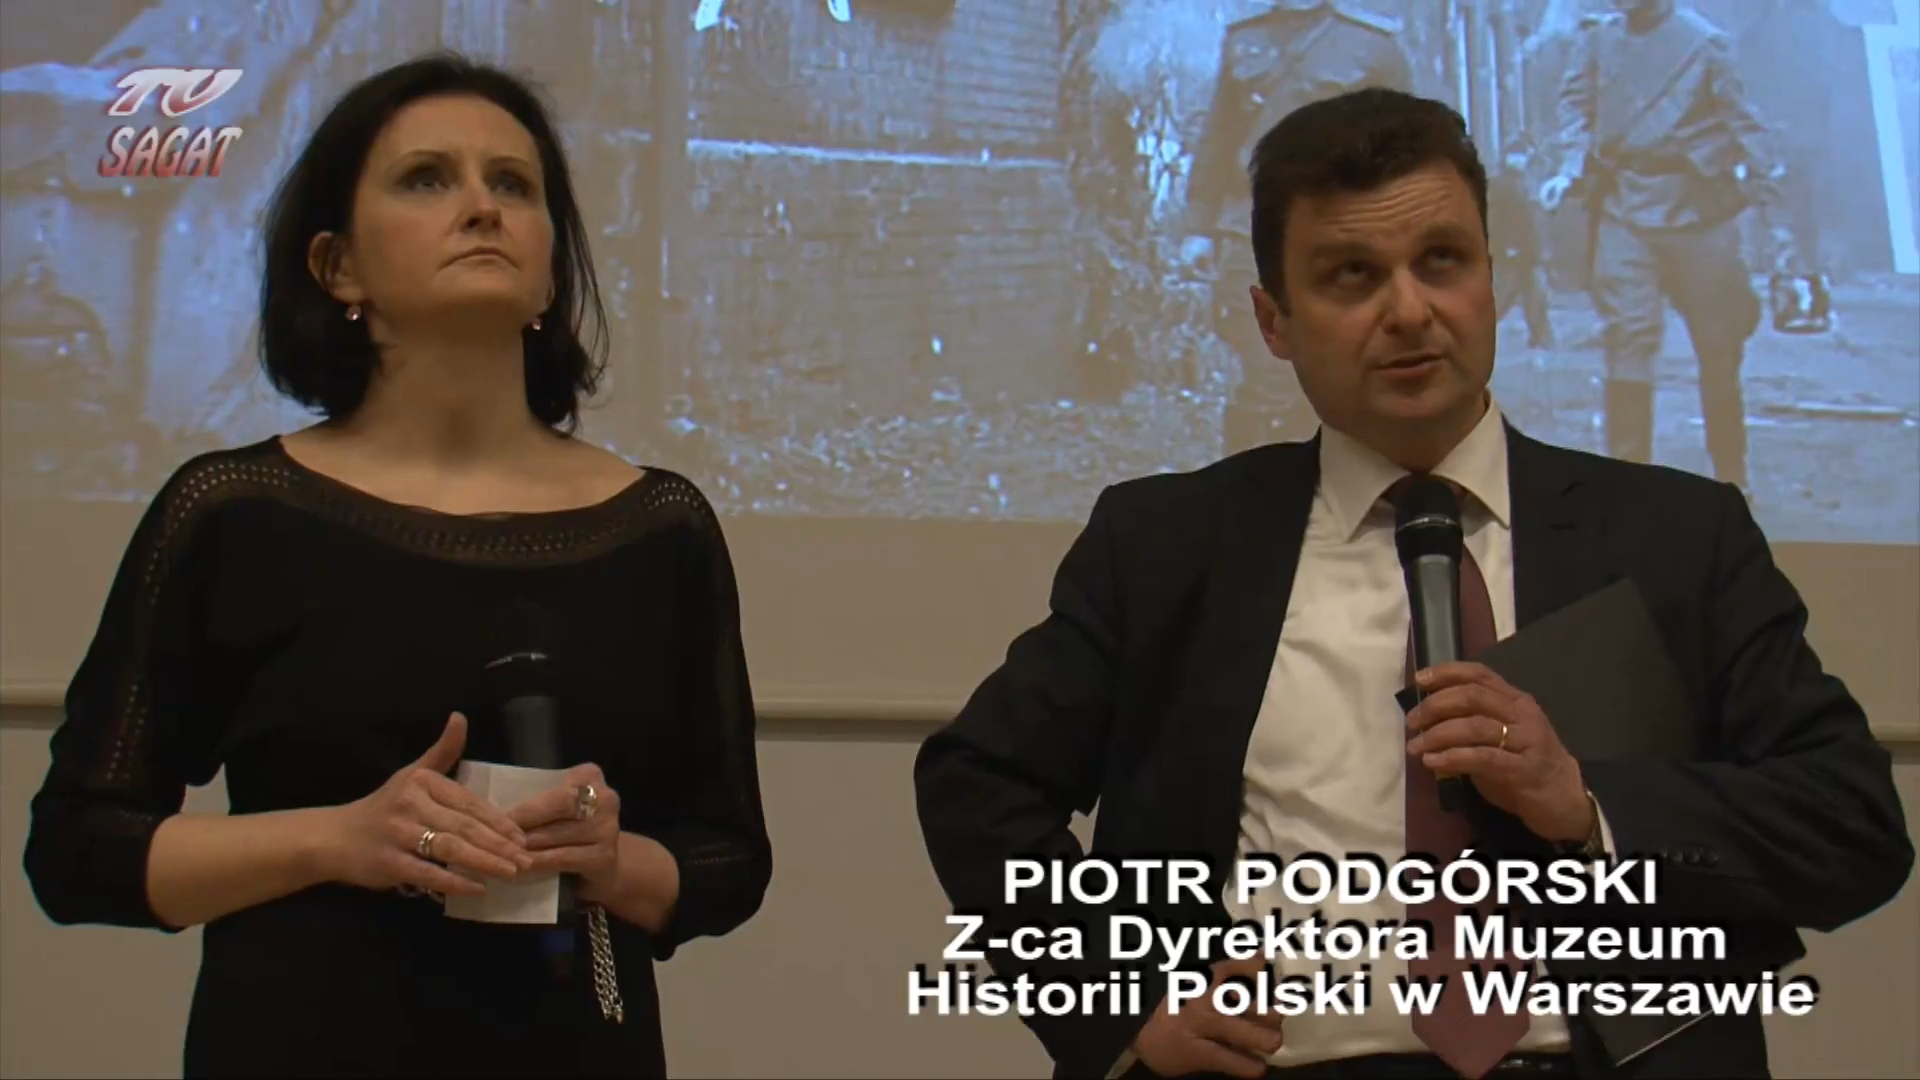 TV
SAGAT
PIOTR PODGÓRSKI
Z-ca Dyrektora Muzeum
Historii Polski w Warszawie